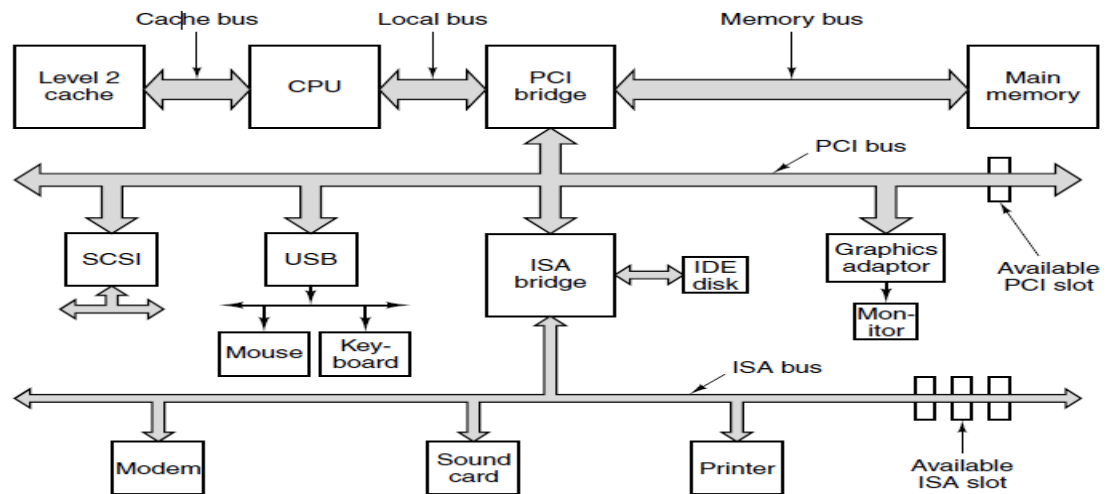 Cache bus
Local bus
Memory bus
Level 2
cache
CPU
PCI
bridge
Main
memory
PCI bus
SCSI
USB
ISA
bridge
IDE
disk
Graphics
adaptor
Available
PCI slot
Mon-
itor
Mouse
Key-
board
ISA bus
Modem
Sound
card
Printer
Available
ISA slot